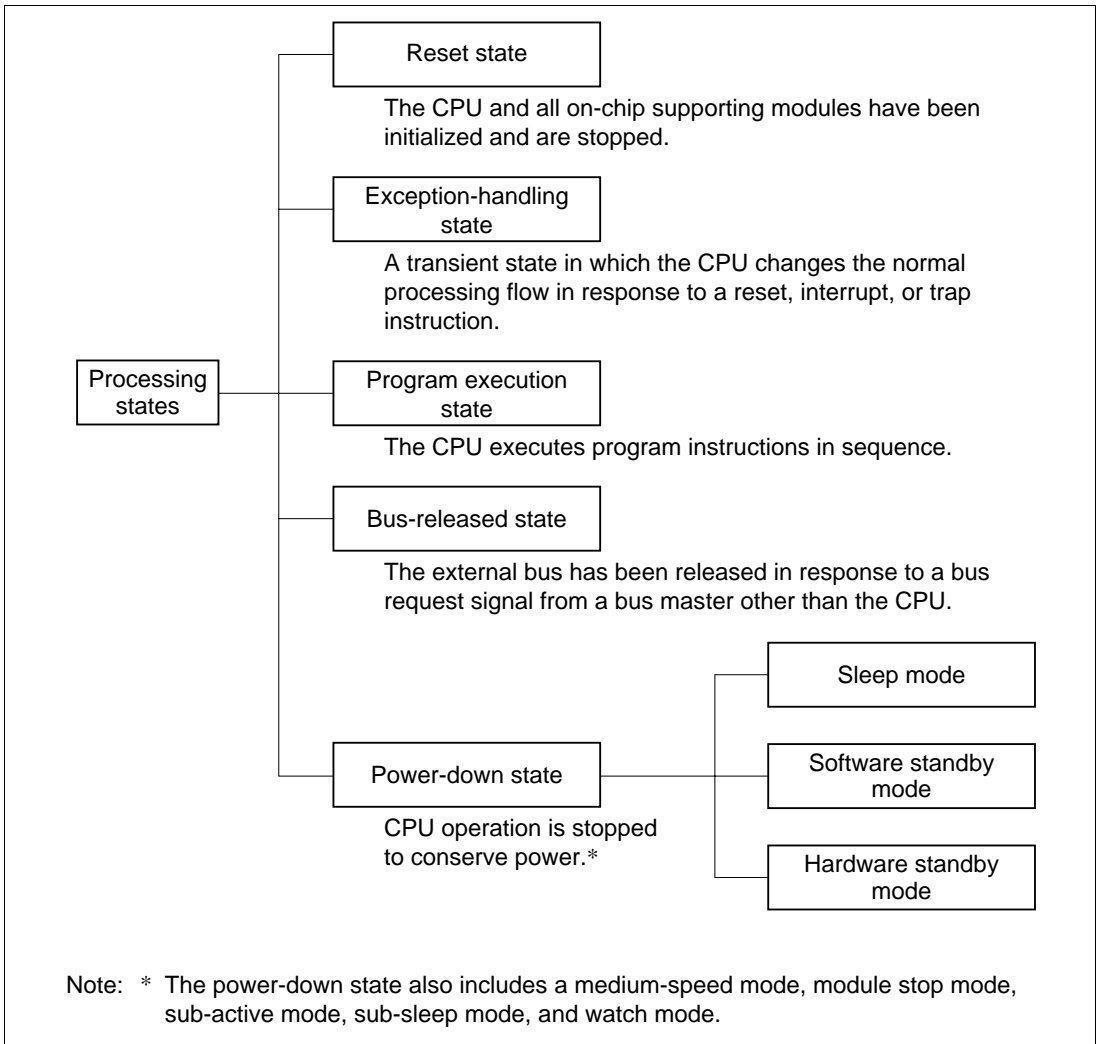 Reset state
The CPU and all on-chip supporting modules have been
initialized and are stopped.
Exception-handling
state
A transient state in which the CPU changes the normal
processing flow in response to a reset, interrupt, or trap
instruction.
Processing
states
Program execution
state
The CPU executes program instructions in sequence.
Bus-released state
The external bus has been released in response to a bus
request signal from a bus master other than the CPU.
Sleep mode
Power-down state
CPU operation is stopped
to conserve power.*
Software standby
mode
Hardware standby
mode
Note: * The power-down state also includes a medium-speed mode, module stop mode,
sub-active mode, sub-sleep mode, and watch mode.